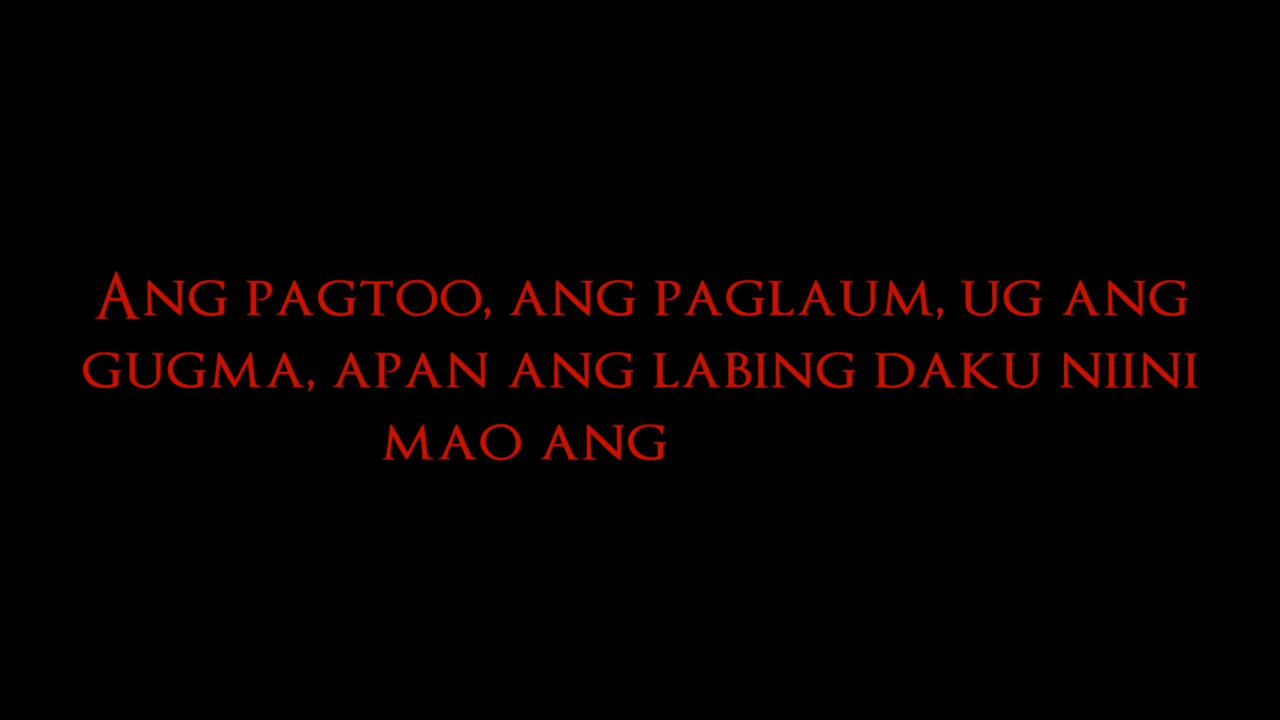 Ang pagtoo, ang paglaum, ug ang
gugma, apan ang labing daku niini
mao ang